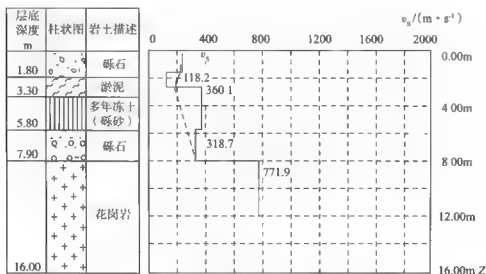 层底深度 m
柱状图
岩土描述
υs/(m·s⁻¹)
0 400 800 1200 1600 2000
υs
0.00m
砾石
1.80
118.2
淤泥
3.30
360.1
多年冻土
(砾砂)
4.00m
5.80
318.7
砾石
7.90
8.00m
771.9
花岗岩
12.00m
16.00
16.00m Z